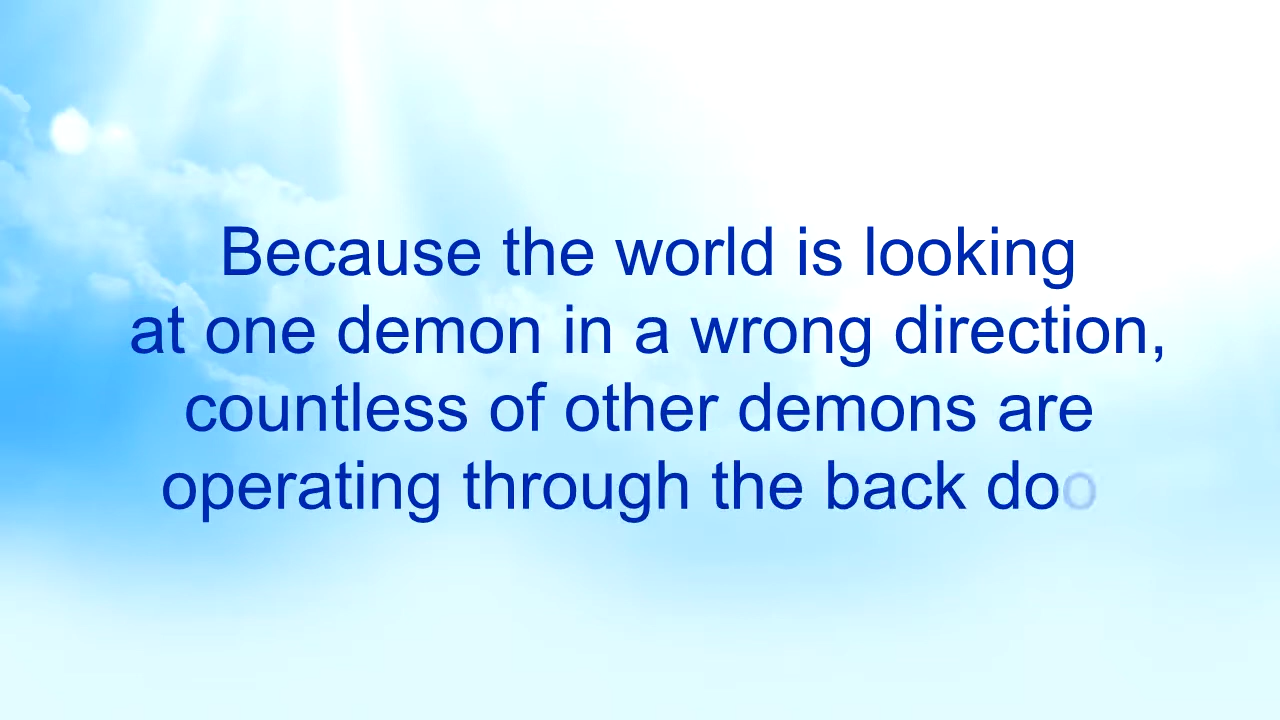 Because the world is looking
at one demon in a wrong direction,
countless of other demons are
operating through the back doo